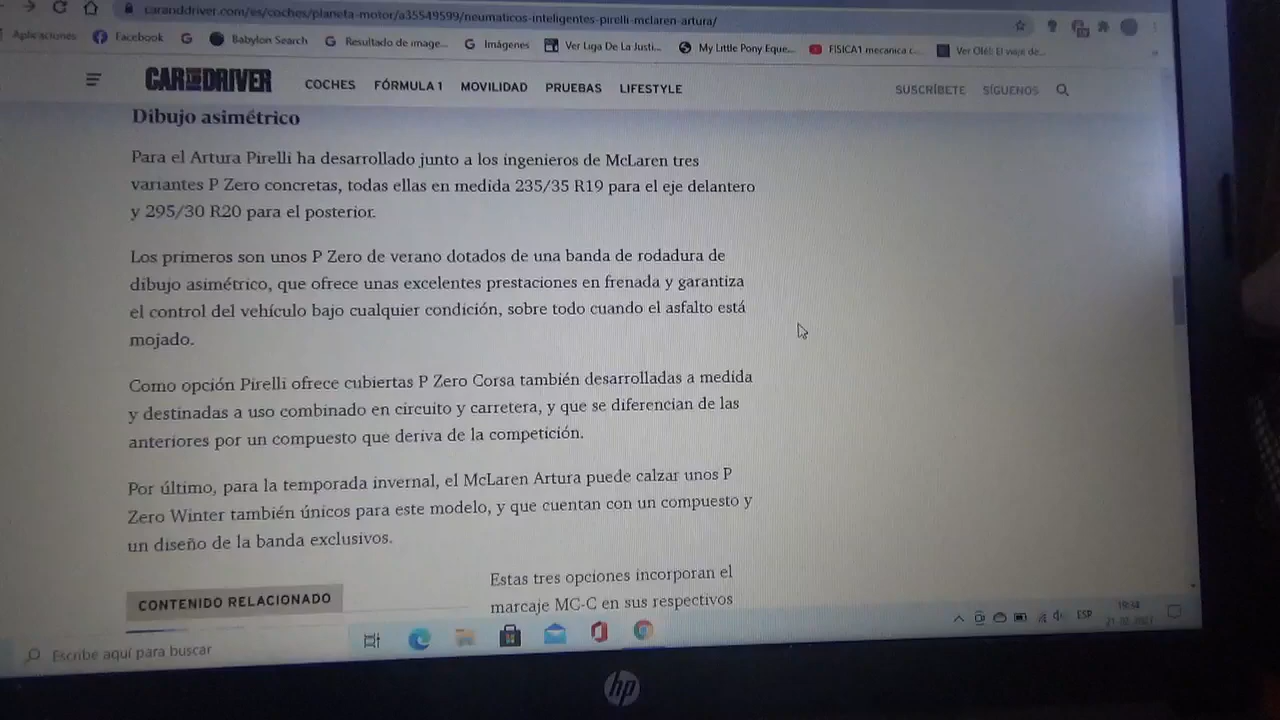 caranddriver.com/es/coches/planeta-motor/a35549599/neumaticos-inteligentes-pirelli-mclaren-artura/
Aplicaciones Facebook Babylon Search Resultado de image... Imágenes Ver Liga De La Justi... My Little Pony Eque... FISICA1 mecanica c... Ver Olé! El viaje de...
CAR AND DRIVER COCHES FÓRMULA 1 MOVILIDAD PRUEBAS LIFESTYLE SUSCRÍBETE SÍGUENOS
Dibujo asimétrico
Para el Artura Pirelli ha desarrollado junto a los ingenieros de McLaren tres
variantes P Zero concretas, todas ellas en medida 235/35 R19 para el eje delantero
y 295/30 R20 para el posterior.
Los primeros son unos P Zero de verano dotados de una banda de rodadura de
dibujo asimétrico, que ofrece unas excelentes prestaciones en frenada y garantiza
el control del vehículo bajo cualquier condición, sobre todo cuando el asfalto está
mojado.
Como opción Pirelli ofrece cubiertas P Zero Corsa también desarrolladas a medida
y destinadas a uso combinado en circuito y carretera, y que se diferencian de las
anteriores por un compuesto que deriva de la competición.
Por último, para la temporada invernal, el McLaren Artura puede calzar unos P
Zero Winter también únicos para este modelo, y que cuentan con un compuesto y
un diseño de la banda exclusivos.
CONTENIDO RELACIONADO
Estas tres opciones incorporan el
marcaje MC-C en sus respectivos
Escribe aquí para buscar
ESP
19:34
hp